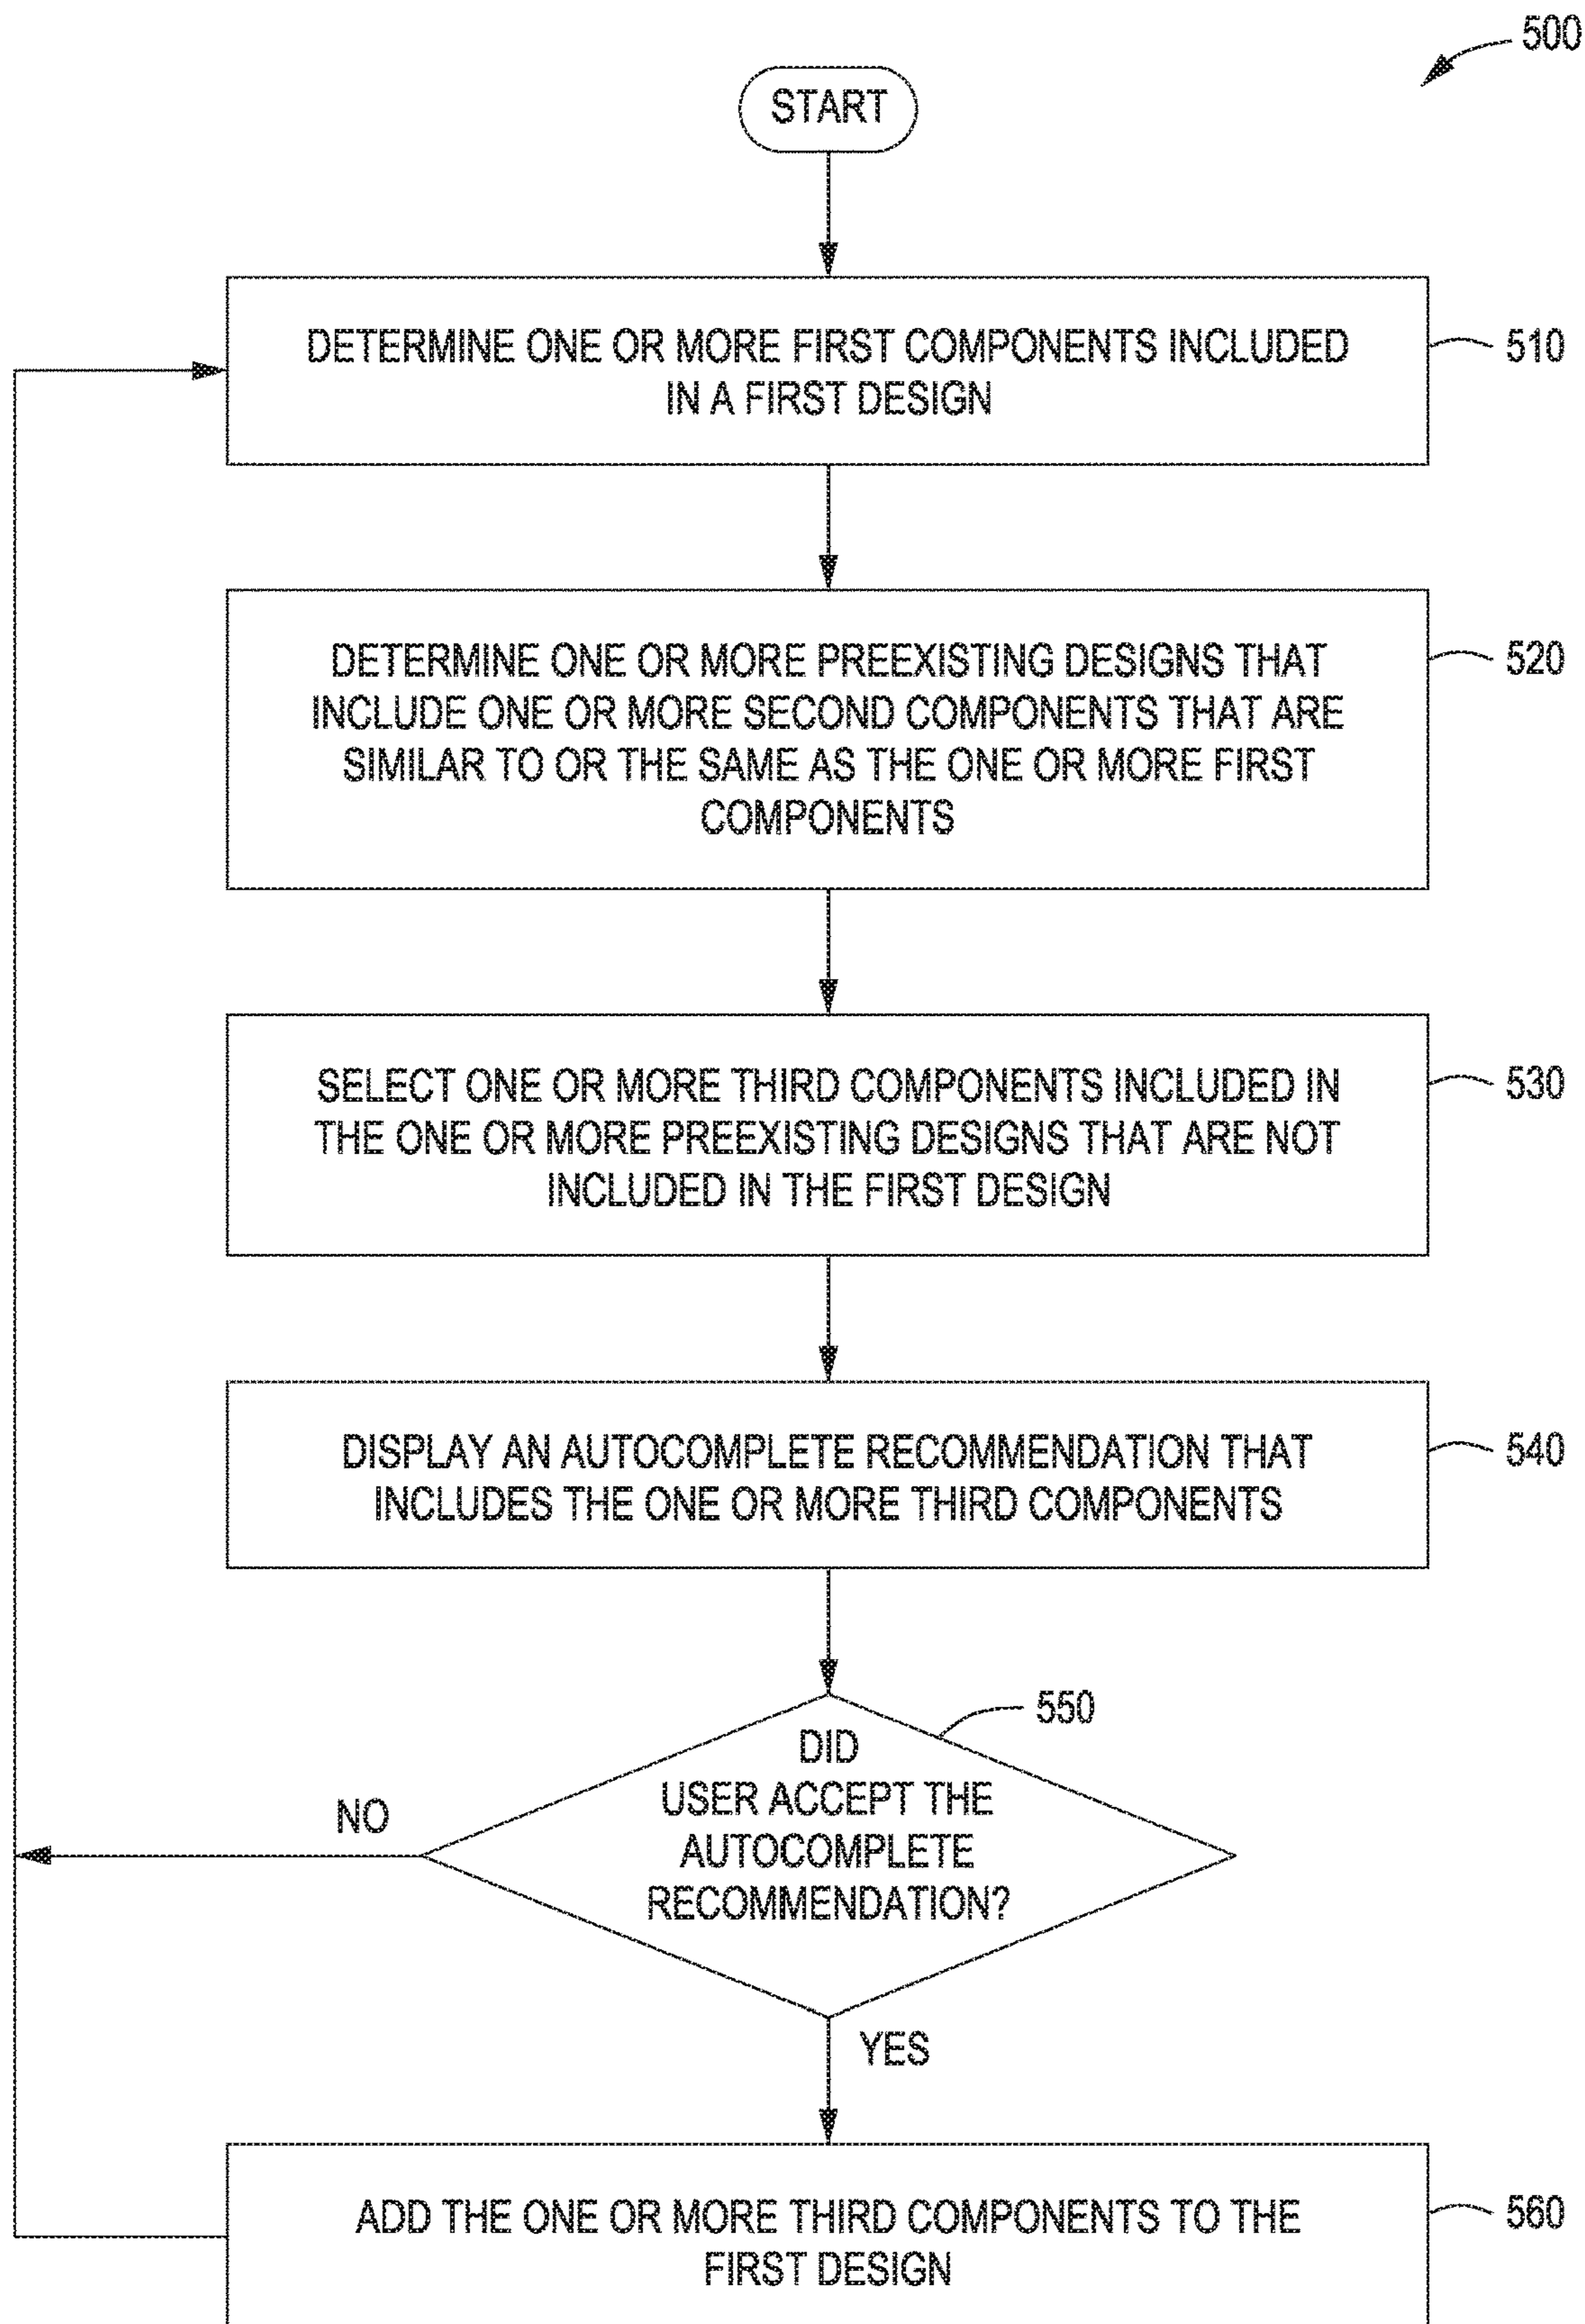 500
START
DETERMINE ONE OR MORE FIRST COMPONENTS INCLUDED
IN A FIRST DESIGN
510
DETERMINE ONE OR MORE PREEXISTING DESIGNS THAT
INCLUDE ONE OR MORE SECOND COMPONENTS THAT ARE
SIMILAR TO OR THE SAME AS THE ONE OR MORE FIRST
COMPONENTS
520
SELECT ONE OR MORE THIRD COMPONENTS INCLUDED IN
THE ONE OR MORE PREEXISTING DESIGNS THAT ARE NOT
INCLUDED IN THE FIRST DESIGN
530
DISPLAY AN AUTOCOMPLETE RECOMMENDATION THAT
INCLUDES THE ONE OR MORE THIRD COMPONENTS
540
550
DID
USER ACCEPT THE
AUTOCOMPLETE
RECOMMENDATION?
NO
YES
ADD THE ONE OR MORE THIRD COMPONENTS TO THE
FIRST DESIGN
560